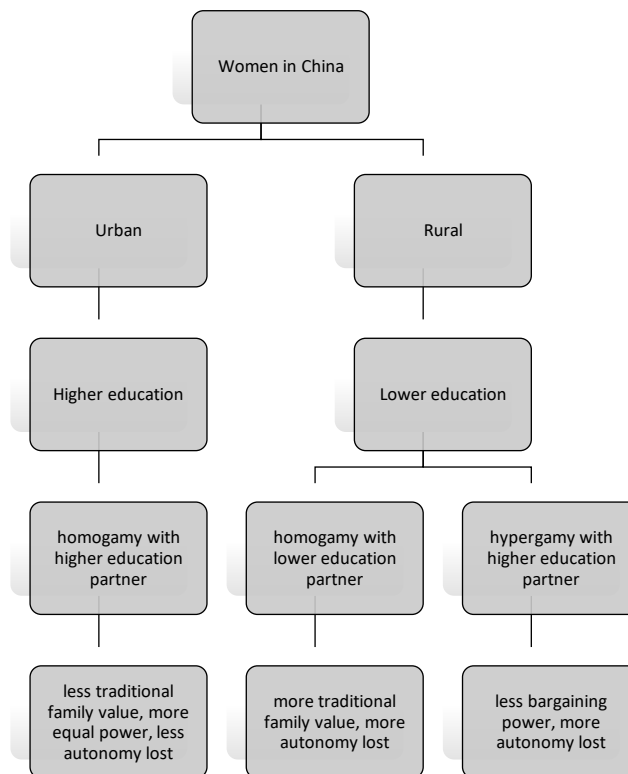 Women in China
Urban
Rural
Higher education
Lower education
homogamy with
higher education
partner
homogamy with
lower education
partner
hypergamy with
higher education
partner
less traditional
family value, more
equal power, less
autonomy lost
more traditional
family value, more
autonomy lost
less bargaining
power, more
autonomy lost